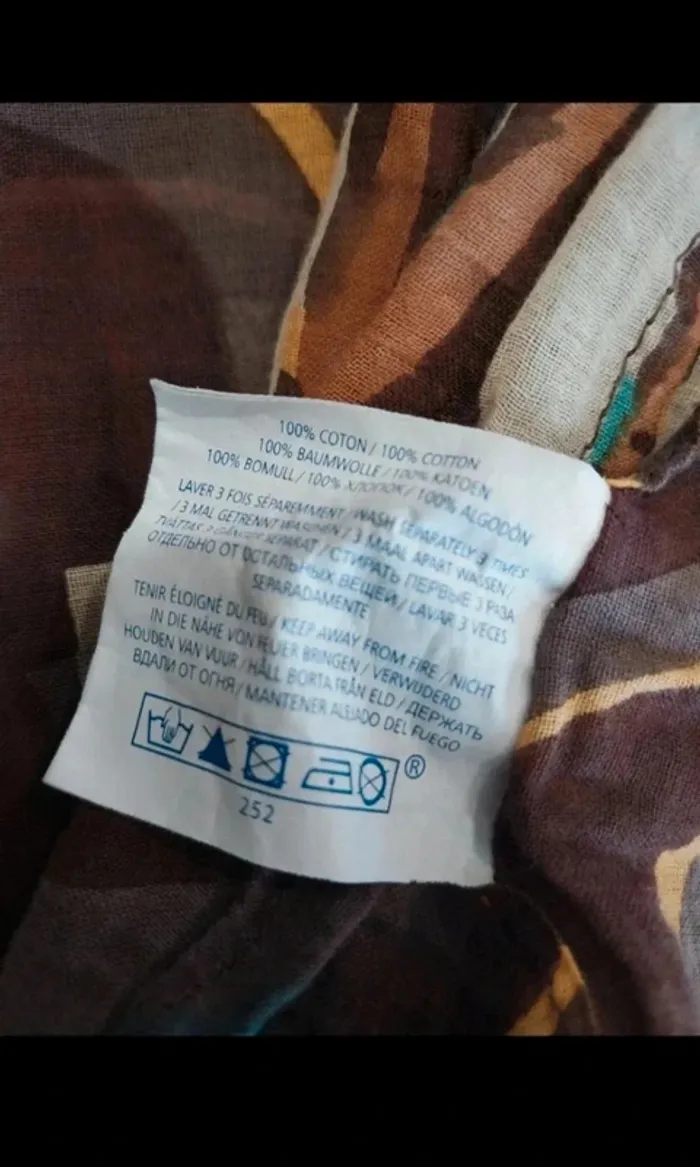 100% COTON / 100% COTTON
100% BAUMWOLLE / 100% KATOEN
100% BOMULL / 100% ХЛОПОК / 100% ALGODÓN
LAVER 3 FOIS SÉPAREMMENT / WASH SEPARATELY 3 TIMES
/ 3 MAL GETRENNT WASCHEN / 3 MAAL APART WASSEN /
TVÄTTAS SEPARAT / СТИРАТЬ ПЕРВЫЕ 3 РАЗА
ОТДЕЛЬНО ОТ ОСТАЛЬНЫХ ВЕЩЕЙ / LAVAR 3 VECES
SEPARADAMENTE
TENIR ÉLOIGNÉ DU FEU / KEEP AWAY FROM FIRE / NICHT
IN DIE NÄHE VON FEUER BRINGEN / VERWIJDERD
HOUDEN VAN VUUR / HÅLL BORTA FRÅN ELD / ДЕРЖАТЬ
ВДАЛИ ОТ ОГНЯ / MANTENER ALEJADO DEL FUEGO
®
252